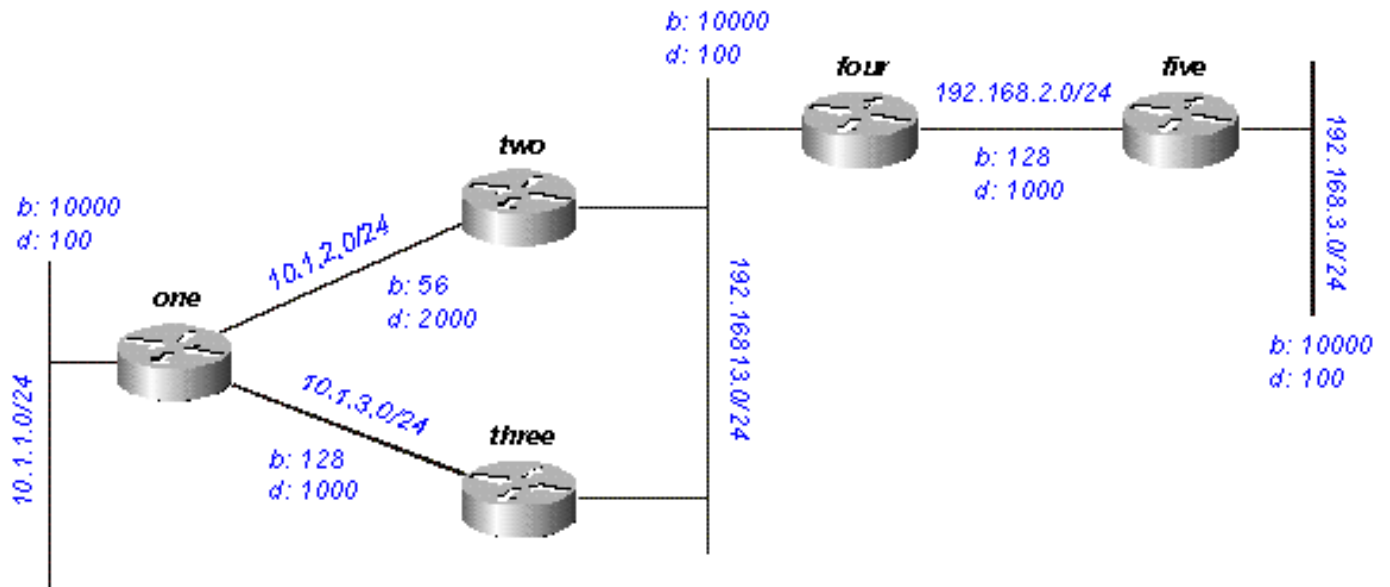 b: 10000
d: 100
four
five
192.168.2.0/24
b: 128
d: 1000
192.168.3.0/24
b: 10000
d: 100
two
b: 10000
d: 100
10.1.2.0/24
b: 56
d: 2000
one
192.16813.0/24
10.1.1.0/24
10.1.3.0/24
three
b: 128
d: 1000